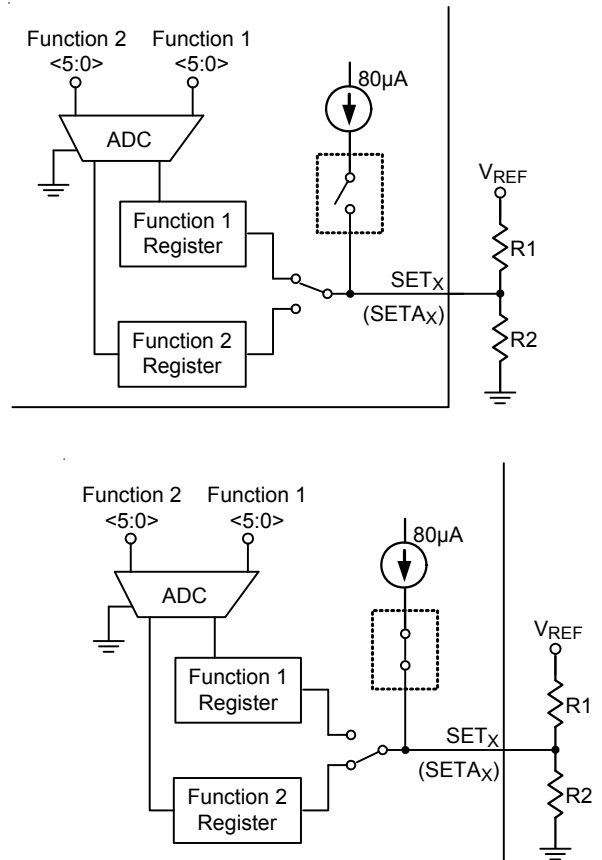 Function 2 Function 1
<5:0> <5:0>
80µA
ADC
VREF
Function 1
Register
R1
SETX
(SETAX)
Function 2
Register
R2
Function 2 Function 1
<5:0> <5:0>
80µA
ADC
VREF
Function 1
Register
R1
SETX
(SETAX)
Function 2
Register
R2